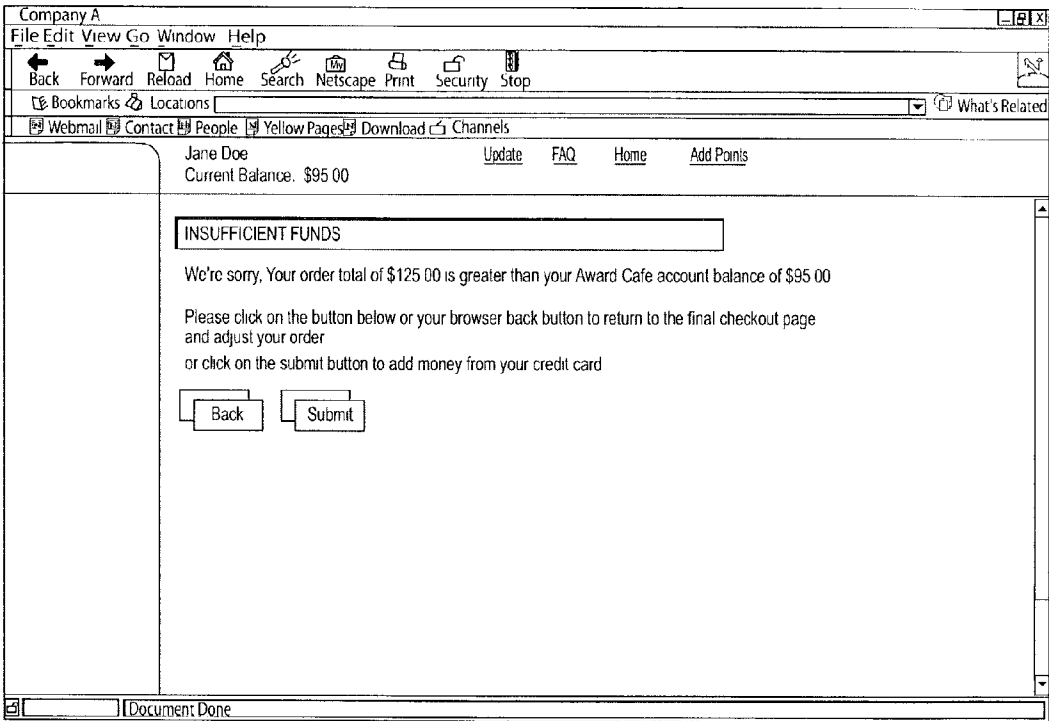 Company A
File Edit View Go Window Help
Back Forward Reload Home Search Netscape Print Security Stop
My
Bookmarks Locations What's Related
Webmail Contact People Yellow Pages Download Channels
Jane Doe Update FAQ Home Add Points
Current Balance. $95 00
INSUFFICIENT FUNDS
We're sorry, Your order total of $125 00 is greater than your Award Cafe account balance of $95 00
Please click on the button below or your browser back button to return to the final checkout page
and adjust your order
or click on the submit button to add money from your credit card
Back Submit
Document Done